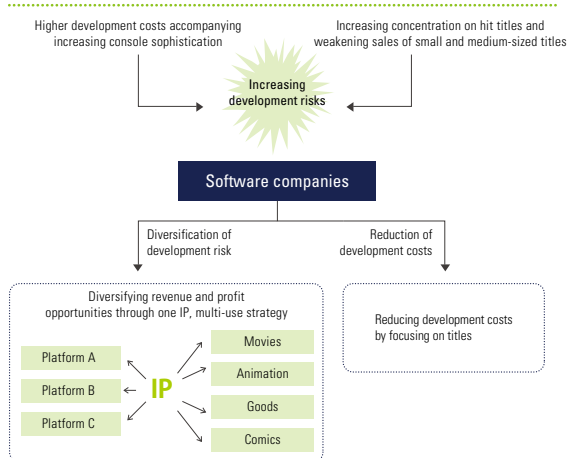 Higher development costs accompanying
increasing console sophistication
Increasing concentration on hit titles and
weakening sales of small and medium-sized titles
Increasing
development risks
Software companies
Diversification of
development risk
Reduction of
development costs
Diversifying revenue and profit
opportunities through one IP, multi-use strategy
Platform A
Platform B
Platform C
IP
Movies
Animation
Goods
Comics
Reducing development costs
by focusing on titles